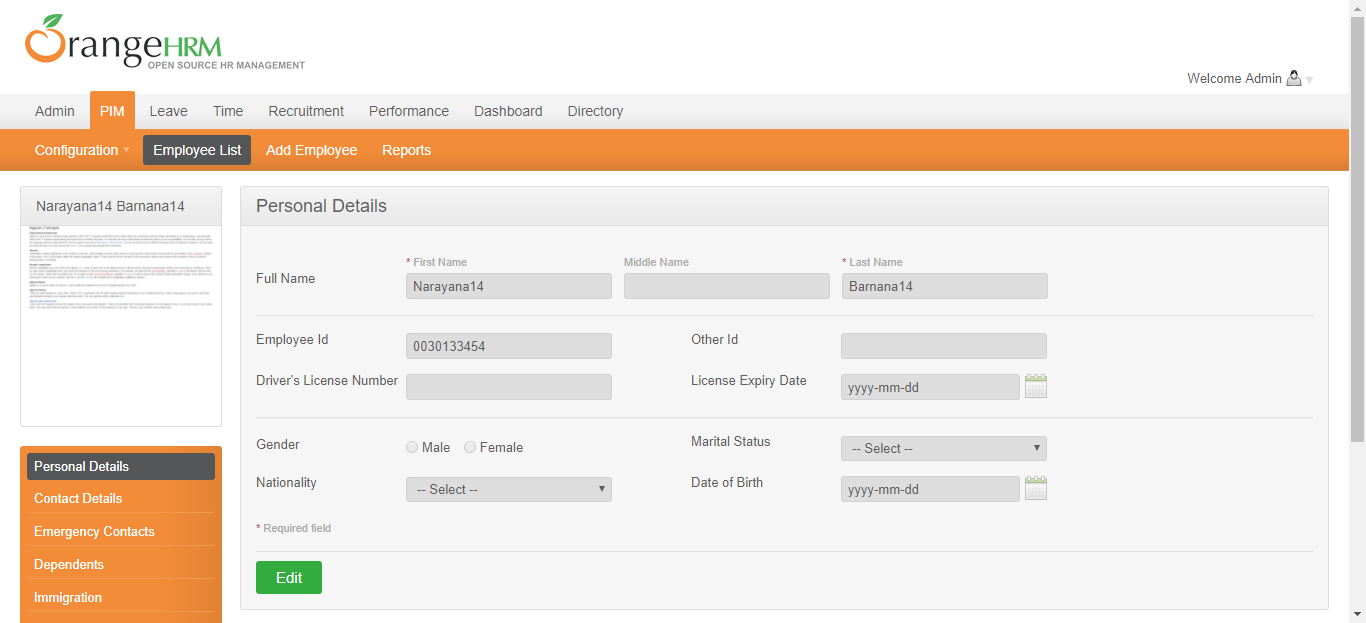 OrangeHRM
OPEN SOURCE HR MANAGEMENT
Welcome Admin
Admin PIM Leave Time Recruitment Performance Dashboard Directory
Configuration Employee List Add Employee Reports
Narayana14 Barnana14
Personal Details
Contact Details
Emergency Contacts
Dependents
Immigration
Personal Details
Full Name
* First Name Middle Name * Last Name
Narayana14 Barnana14
Employee Id 0030133454 Other Id
Driver's License Number License Expiry Date yyyy-mm-dd
Gender Male Female Marital Status -- Select --
Nationality -- Select -- Date of Birth yyyy-mm-dd
* Required field
Edit